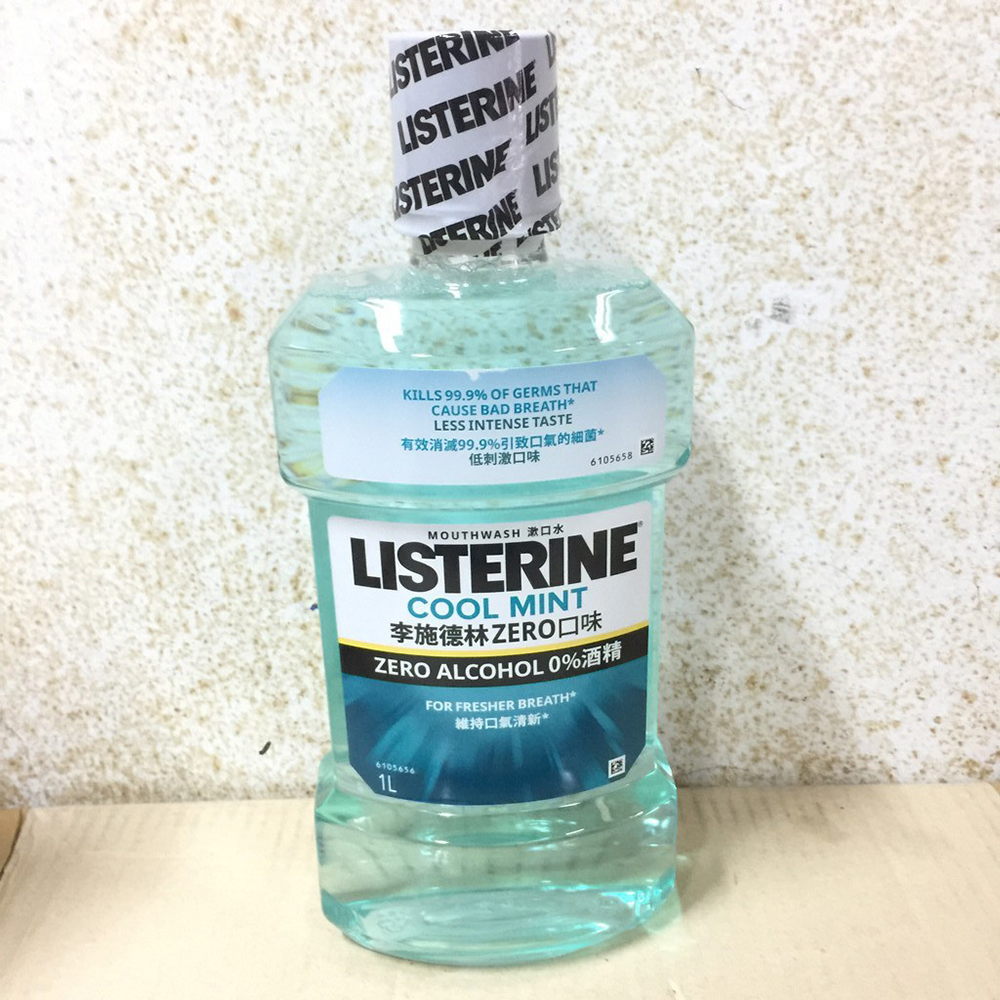 LISTERINE
LISTERINE
LISTERINE
LISTERINE
KILLS 99.9% OF GERMS THAT
CAUSE BAD BREATH*
LESS INTENSE TASTE
有效消滅99.9%引致口氣的細菌*
低刺激口味
6105658
MOUTHWASH 漱口水
LISTERINE®
COOL MINT
李施德林ZERO口味
ZERO ALCOHOL 0%酒精
FOR FRESHER BREATH*
維持口氣清新*
6105656
1L